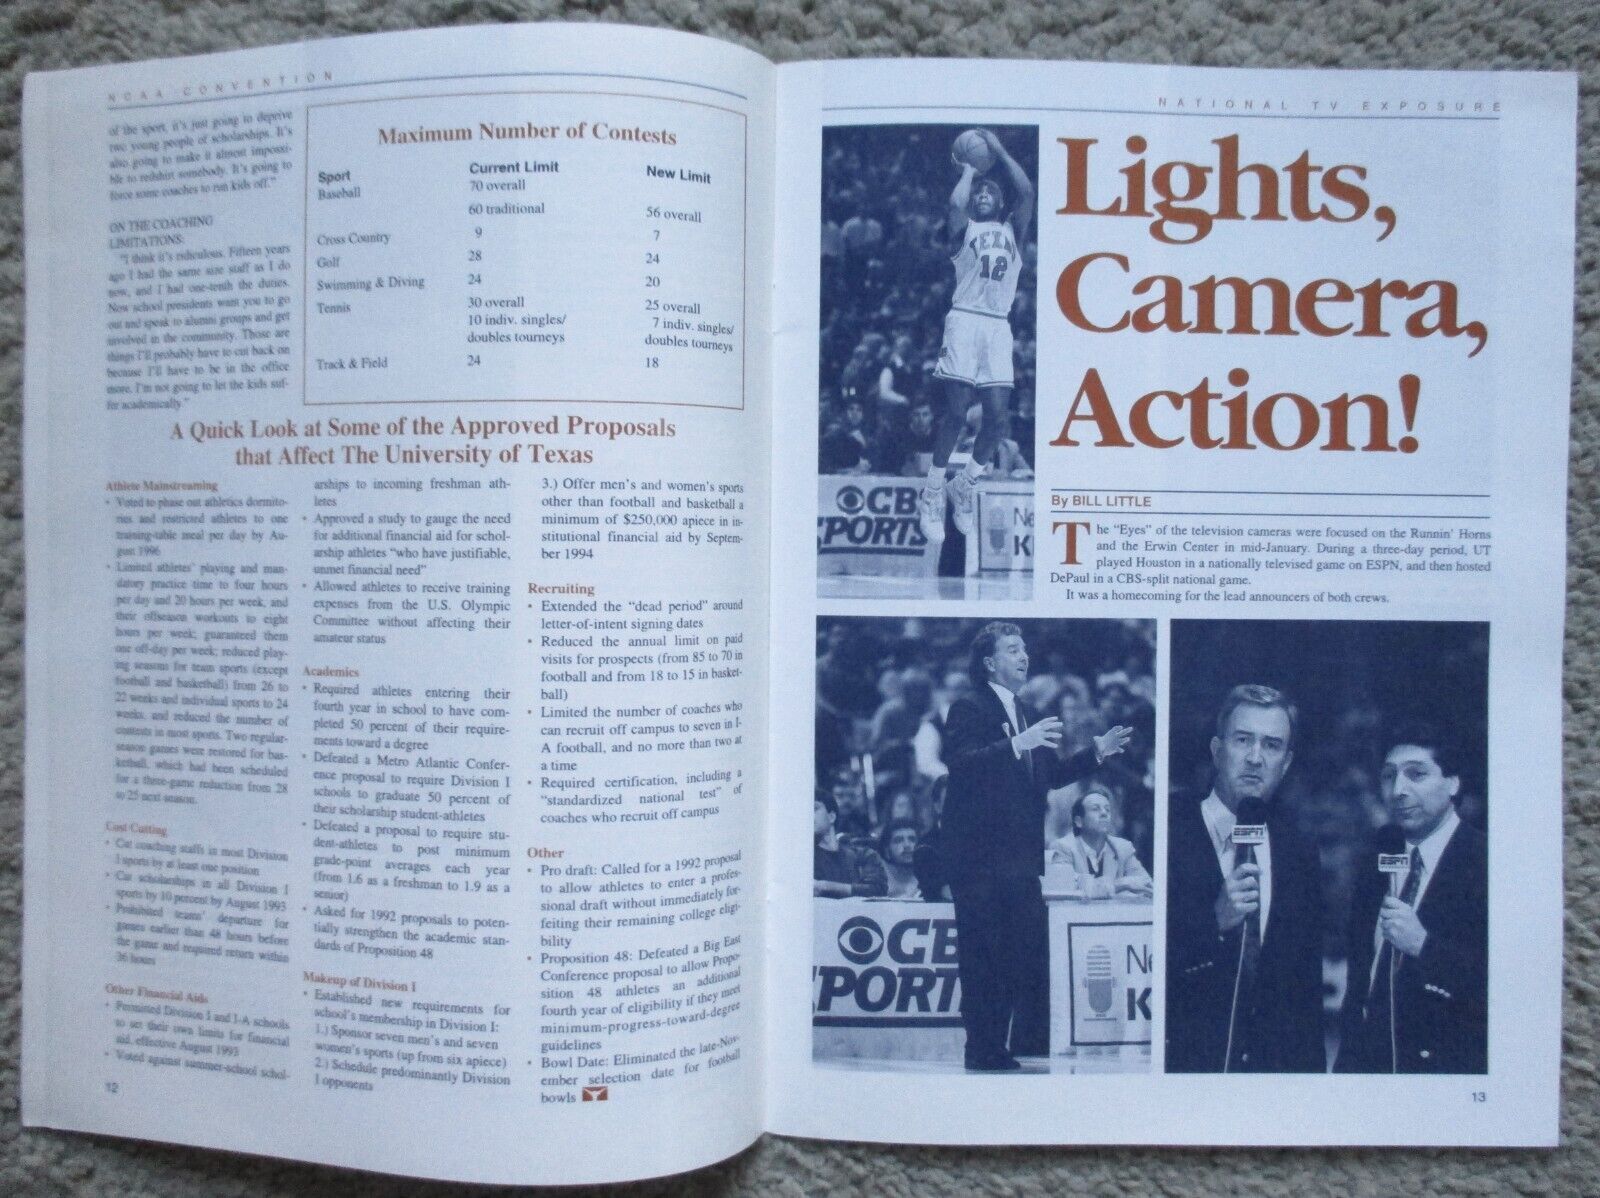 NCAA CONVENTION
of the sport, it's just going to deprive
two young people of scholarships. It's
also going to make it almost impossi-
ble to redshirt somebody. It's going to
force some coaches to run kids off."
ON THE COACHING
LIMITATIONS:
"I think it's ridiculous. Fifteen years
ago I had the same size staff as I do
now, and I had one-tenth the duties.
Now school presidents want you to go
out and speak to alumni groups and get
involved in the community. Those are
things I'll probably have to cut back on
because I'll have to be in the office
more. I'm not going to let the kids suf-
fer academically."
Maximum Number of Contests
Sport Current Limit New Limit
Baseball 70 overall
60 traditional 56 overall
Cross Country 9 7
Golf 28 24
Swimming & Diving 24 20
Tennis 30 overall 25 overall
10 indiv. singles/ 7 indiv. singles/
doubles tourneys doubles tourneys
Track & Field 24 18
A Quick Look at Some of the Approved Proposals
that Affect The University of Texas
Athlete Mainstreaming
• Voted to phase out athletics dormito-
ries and restricted athletes to one
training-table meal per day by Au-
gust 1996
• Limited athletes' playing and man-
datory practice time to four hours
per day and 20 hours per week, and
their offseason workouts to eight
hours per week; guaranteed them
one off-day per week; reduced play-
ing seasons for team sports (except
football and basketball) from 26 to
22 weeks and individual sports to 24
weeks, and reduced the number of
contests in most sports. Two regular-
season games were restored for bas-
ketball, which had been scheduled
for a three-game reduction from 28
to 25 next season.
Cost Cutting
• Cut coaching staffs in most Division
I sports by at least one position
• Cut scholarships in all Division I
sports by 10 percent by August 1993
• Prohibited teams' departure for
games earlier than 48 hours before
the game and required return within
36 hours
Other Financial Aids
• Permitted Division I and I-A schools
to set their own limits for financial
aid, effective August 1993
• Voted against summer-school schol-
12
arships to incoming freshman ath-
letes
• Approved a study to gauge the need
for additional financial aid for schol-
arship athletes "who have justifiable,
unmet financial need"
• Allowed athletes to receive training
expenses from the U.S. Olympic
Committee without affecting their
amateur status
Academics
• Required athletes entering their
fourth year in school to have com-
pleted 50 percent of their require-
ments toward a degree
• Defeated a Metro Atlantic Confer-
ence proposal to require Division I
schools to graduate 50 percent of
their scholarship student-athletes
• Defeated a proposal to require stu-
dent-athletes to post minimum
grade-point averages each year
(from 1.6 as a freshman to 1.9 as a
senior)
• Asked for 1992 proposals to poten-
tially strengthen the academic stan-
dards of Proposition 48
Makeup of Division I
• Established new requirements for
school's membership in Division I:
1.) Sponsor seven men's and seven
women's sports (up from six apiece)
2.) Schedule predominantly Division
I opponents
3.) Offer men's and women's sports
other than football and basketball a
minimum of $250,000 apiece in in-
stitutional financial aid by Septem-
ber 1994
Recruiting
• Extended the "dead period" around
letter-of-intent signing dates
• Reduced the annual limit on paid
visits for prospects (from 85 to 70 in
football and from 18 to 15 in basket-
ball)
• Limited the number of coaches who
can recruit off campus to seven in I-
A football, and no more than two at
a time
• Required certification, including a
"standardized national test" of
coaches who recruit off campus
Other
• Pro draft: Called for a 1992 proposal
to allow athletes to enter a profes-
sional draft without immediately for-
feiting their remaining college eligi-
bility
• Proposition 48: Defeated a Big East
Conference proposal to allow Propo-
sition 48 athletes an additional
fourth year of eligibility if they meet
minimum-progress-toward-degree
guidelines
• Bowl Date: Eliminated the late-Nov-
ember selection date for football
bowls
NATIONAL TV EXPOSURE
Lights,
Camera,
Action!
By BILL LITTLE
The "Eyes" of the television cameras were focused on the Runnin' Horns
and the Erwin Center in mid-January. During a three-day period, UT
played Houston in a nationally televised game on ESPN, and then hosted
DePaul in a CBS-split national game.
It was a homecoming for the lead announcers of both crews.
TEXA
12
CBS
SPORTS
Ne
K
CB
SPORT
Ne
K
ESPN
ESPN
13